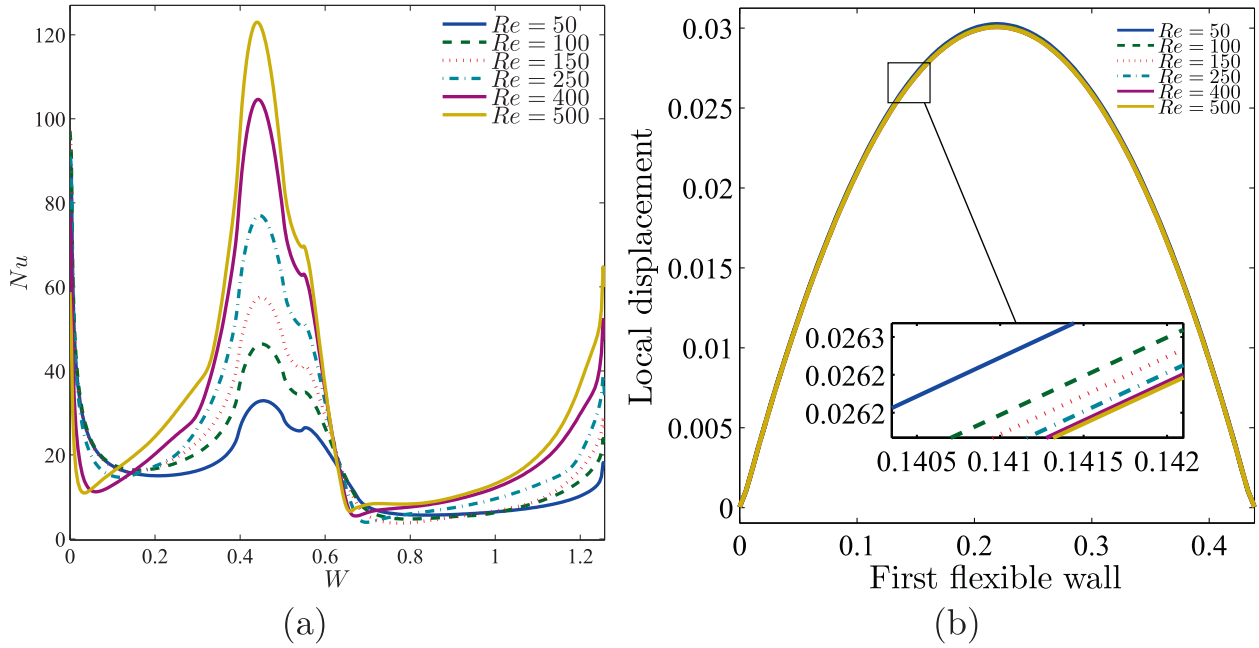 120
100
80
60
40
20
0
Nu
0 0.2 0.4 0.6 0.8 1 1.2
W
Re = 50
Re = 100
Re = 150
Re = 250
Re = 400
Re = 500
(a)
0.03
0.025
0.02
0.015
0.01
0.005
0
Local displacement
Re = 50
Re = 100
Re = 150
Re = 250
Re = 400
Re = 500
0.0263
0.0262
0.0262
0.1405 0.141 0.1415 0.142
0 0.1 0.2 0.3 0.4
First flexible wall
(b)